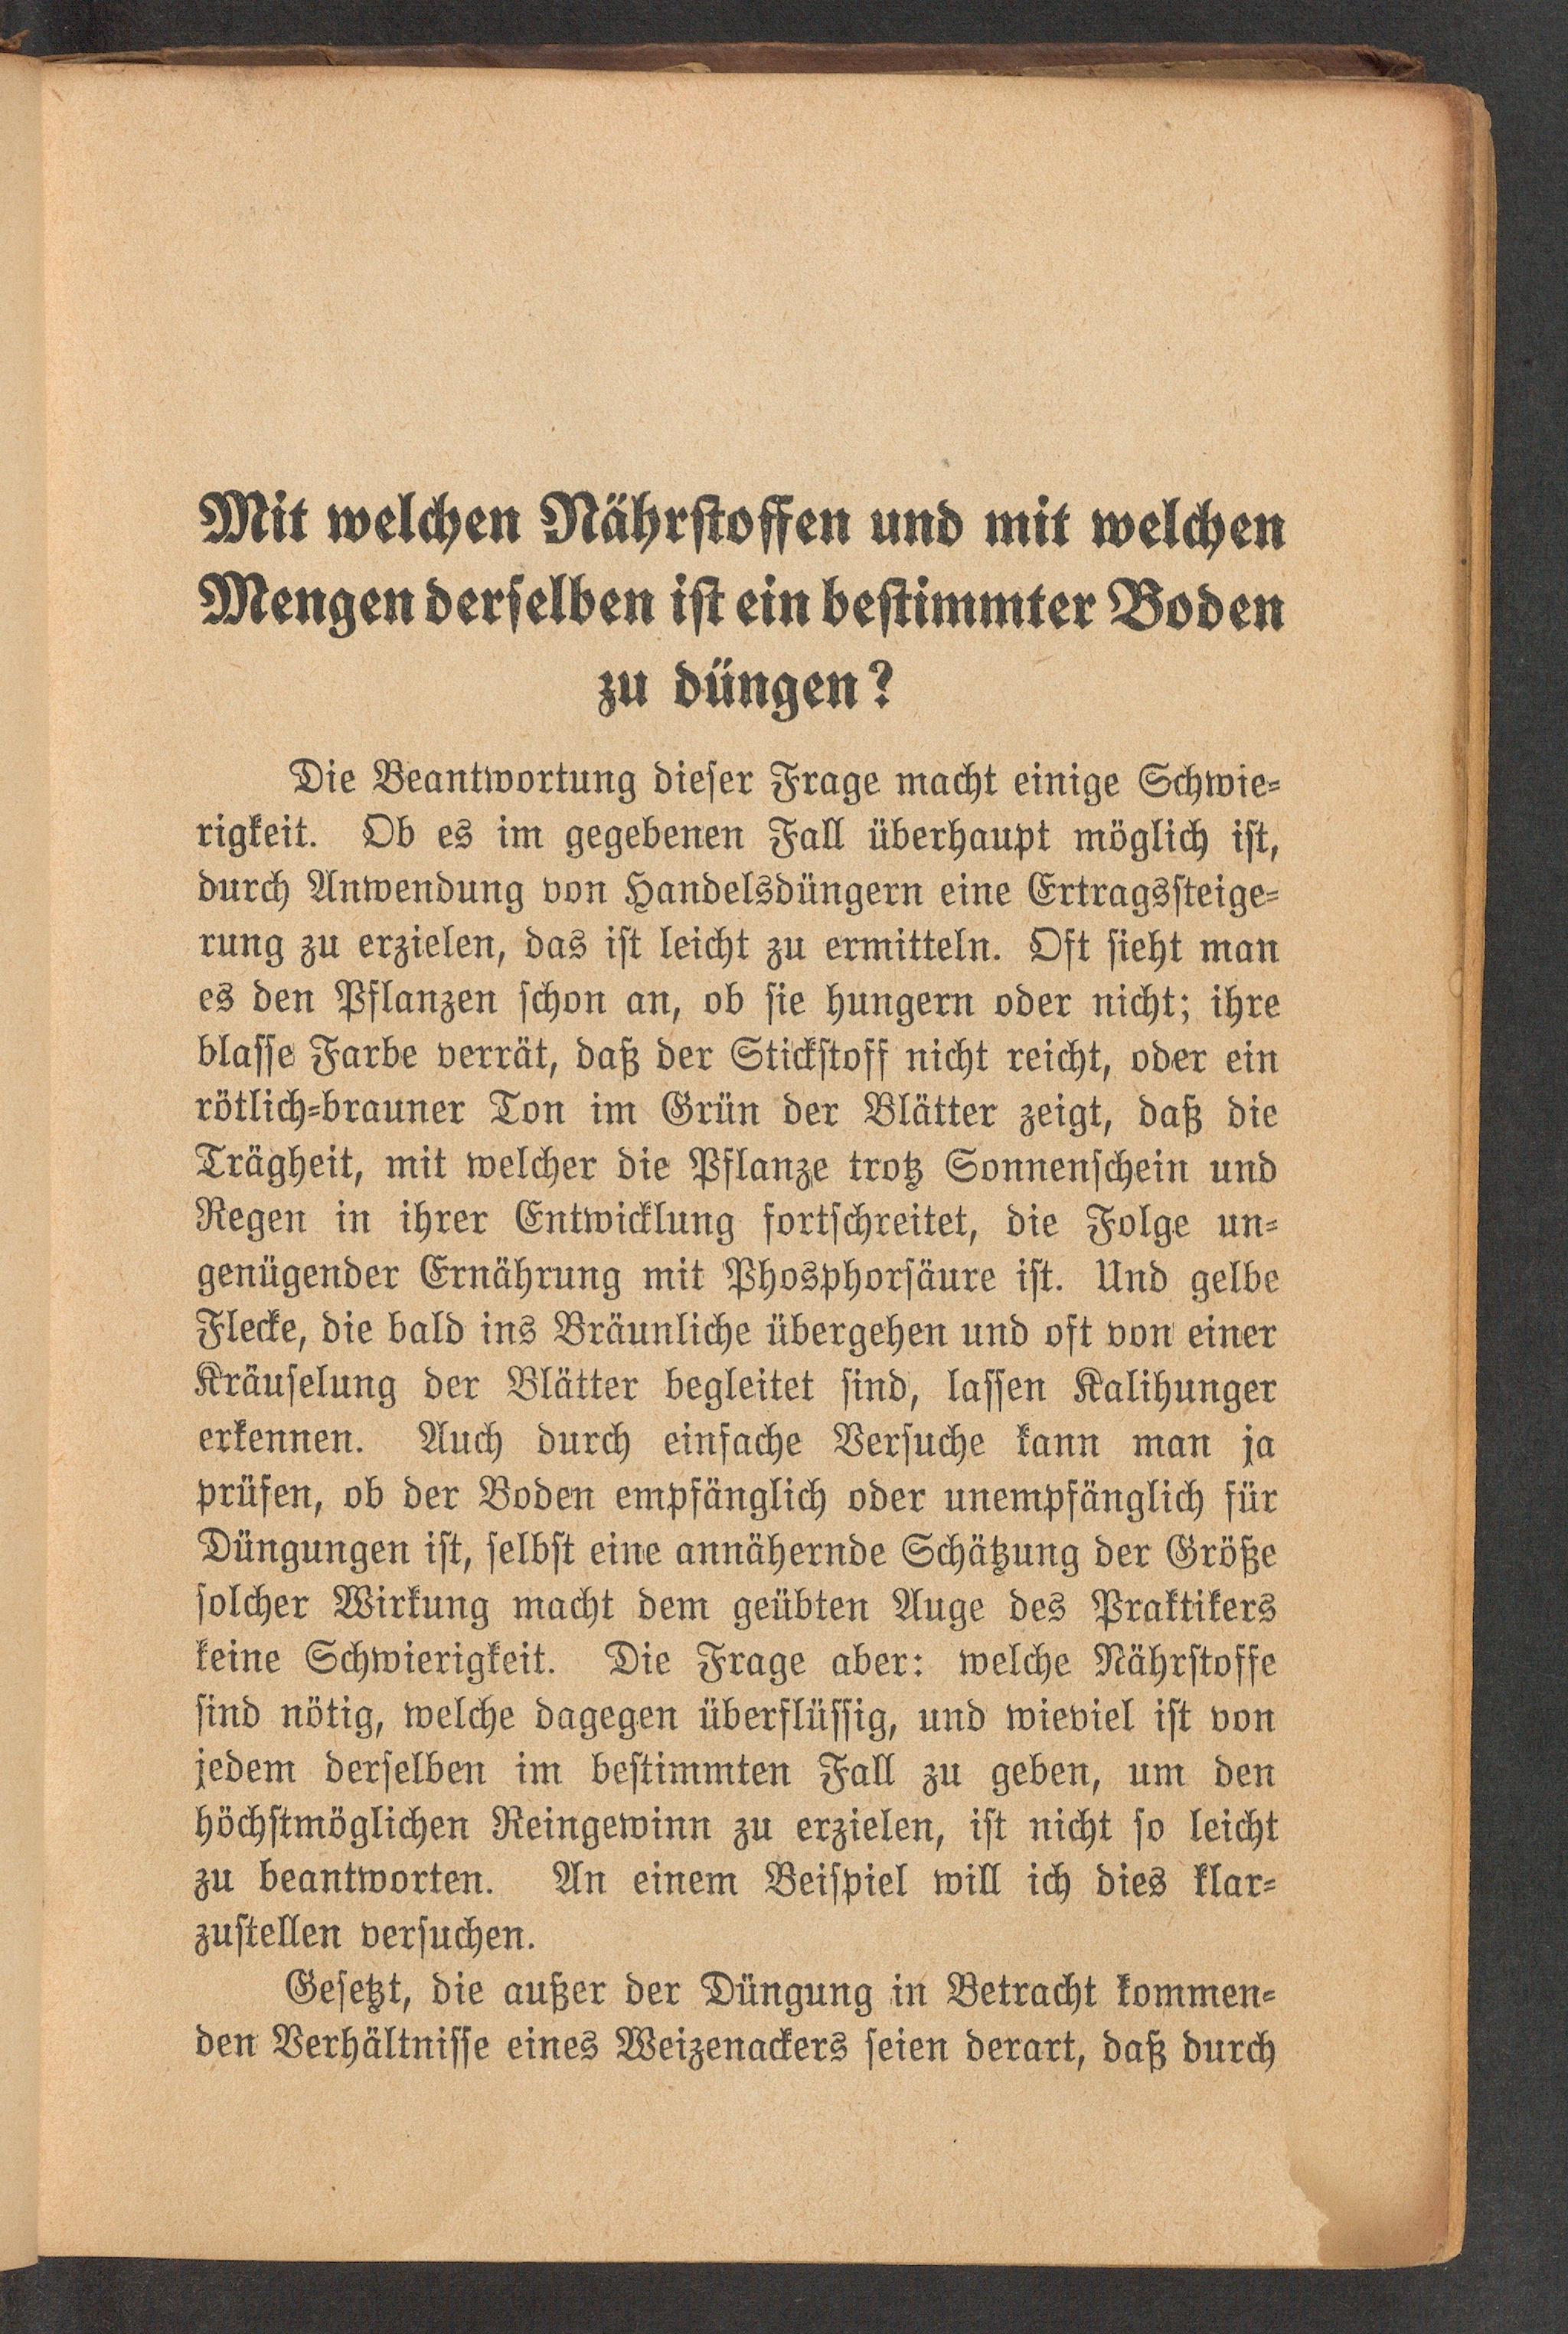 Mit welchen Nährstoffen und mit welchen
Mengen derselben ist ein bestimmter Boden
zu düngen?
Die Beantwortung dieser Frage macht einige Schwie-
rigkeit. Ob es im gegebenen Fall überhaupt möglich ist,
durch Anwendung von Handelsdüngern eine Ertragssteige-
rung zu erzielen, das ist leicht zu ermitteln. Oft sieht man
es den Pflanzen schon an, ob sie hungern oder nicht; ihre
blasse Farbe verrät, daß der Stickstoff nicht reicht, oder ein
rötlich-brauner Ton im Grün der Blätter zeigt, daß die
Trägheit, mit welcher die Pflanze trotz Sonnenschein und
Regen in ihrer Entwicklung fortschreitet, die Folge un-
genügender Ernährung mit Phosphorsäure ist. Und gelbe
Flecke, die bald ins Bräunliche übergehen und oft von einer
Kräuselung der Blätter begleitet sind, lassen Kalihunger
erkennen. Auch durch einfache Versuche kann man ja
prüfen, ob der Boden empfänglich oder unempfänglich für
Düngungen ist, selbst eine annähernde Schätzung der Größe
solcher Wirkung macht dem geübten Auge des Praktikers
keine Schwierigkeit. Die Frage aber: welche Nährstoffe
sind nötig, welche dagegen überflüssig, und wieviel ist von
jedem derselben im bestimmten Fall zu geben, um den
höchstmöglichen Reingewinn zu erzielen, ist nicht so leicht
zu beantworten. An einem Beispiel will ich dies klar-
zustellen versuchen.
Gesetzt, die außer der Düngung in Betracht kommen-
den Verhältnisse eines Weizenackers seien derart, daß durch